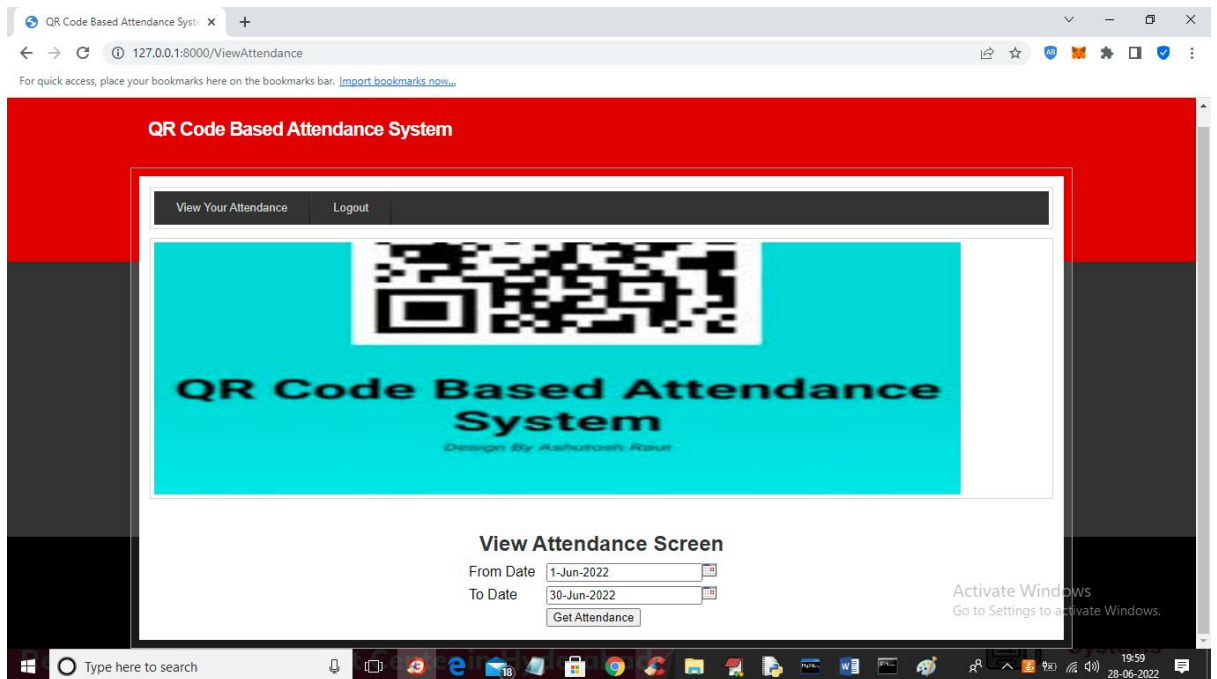 QR Code Based Attendance Syste
127.0.0.1:8000/ViewAttendance
AB
For quick access, place your bookmarks here on the bookmarks bar. Import bookmarks now...
QR Code Based Attendance System
View Your Attendance Logout
QR Code Based Attendance
System
Design By Ashutosh Raut
View Attendance Screen
From Date 1-Jun-2022
To Date 30-Jun-2022
Get Attendance
Activate Windows
Go to Settings to activate Windows.
Type here to search
18
19:59
28-06-2022